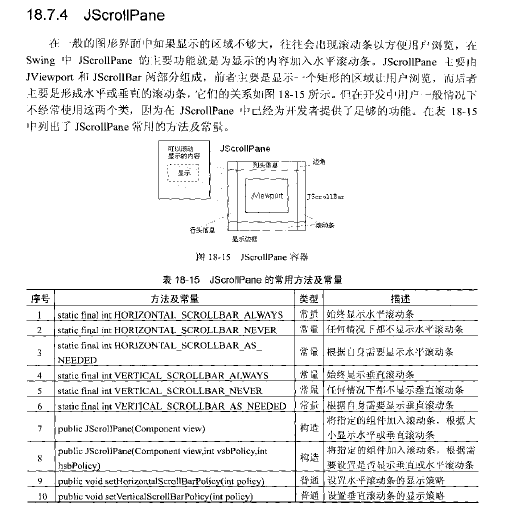 18.7.4 JScrollPane
在一般的图形界面中如果显示的区域不够大，往往会出现滚动条以方便用户浏览，在
Swing 中 JScrollPane 的主要功能就是为显示的内容加入水平滚动条。JScrollPane 主要由
JViewport 和 JScrollBar 两部分组成，前者主要是显示一个矩形的区域让用户浏览，而后者
主要是形成水平或垂直的滚动条，它们的关系如图 18-15 所示。但在开发中用户一般情况下
不经常使用这两个类，因为在 JScrollPane 中已经为开发者提供了足够的功能。在表 18-15
中列出了 JScrollPane 常用的方法及常量。
可以滚动
显示的内容
显示
JScrollPane
列头信息
边角
JViewport
JScrollBar
行头信息
滚动条
显示边框
图 18-15 JScrollPane 容器
表 18-15 JScrollPane 的常用方法及常量
序号 方法及常量 类型 描述
1 static final int HORIZONTAL_SCROLLBAR_ALWAYS 常量 始终显示水平滚动条
2 static final int HORIZONTAL_SCROLLBAR_NEVER 常量 任何情况下都不显示水平滚动条
3 static final int HORIZONTAL_SCROLLBAR_AS_
NEEDED 常量 根据自身需要显示水平滚动条
4 static final int VERTICAL_SCROLLBAR_ALWAYS 常量 始终显示垂直滚动条
5 static final int VERTICAL_SCROLLBAR_NEVER 常量 任何情况下都不显示垂直滚动条
6 static final int VERTICAL_SCROLLBAR_AS_NEEDED 常量 根据自身需要显示垂直滚动条
7 public JScrollPane(Component view) 构造 将指定的组件加入滚动条，根据大
小显示水平或垂直滚动条
8 public JScrollPane(Component view,int vsbPolicy,int
hsbPolicy) 构造 将指定的组件加入滚动条，根据需
要设置是否显示垂直或水平滚动条
9 public void setHorizontalScrollBarPolicy(int policy) 普通 设置水平滚动条的显示策略
10 public void setVerticalScrollBarPolicy(int policy) 普通 设置垂直滚动条的显示策略